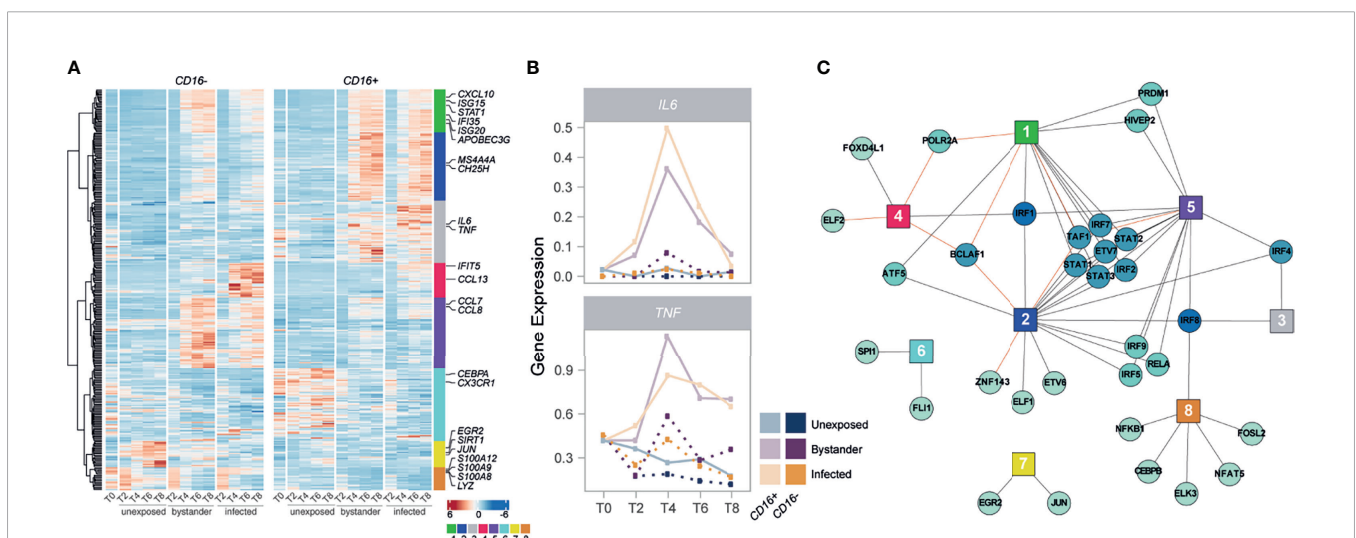 A
CD16-
CD16+
CXCL10
ISG15
STAT1
IFI35
ISG20
APOBEC3G
MS4A4A
CH25H
IL6
TNF
IFIT5
CCL13
CCL7
CCL8
CEBPA
CX3CR1
EGR2
SIRT1
JUN
S100A12
S100A9
S100A8
LYZ
T0 T2 T4 T6 T8 T2 T4 T6 T8 T2 T4 T6 T8 T0 T2 T4 T6 T8 T2 T4 T6 T8 T2 T4 T6 T8
unexposed bystander infected unexposed bystander infected
6 3 0 -3 -6
1 2 3 4 5 6 7 8
B
IL6
0.5
0.4
0.3
0.2
0.1
0.0
TNF
0.9
0.6
0.3
Gene Expression
T0 T2 T4 T6 T8
Unexposed
Bystander
Infected
CD16+
CD16-
C
PRDM1
HIVEP2
1
POLR2A
FOXD4L1
5
4
IRF1
ELF2
IRF7
TAF1
STAT2
ETV7
BCLAF1
IRF4
STAT1
IRF2
STAT3
ATF5
2
IRF8
3
6
SPI1
IRF9
RELA
IRF5
ZNF143
ETV6
ELF1
FLI1
8
NFKB1
FOSL2
7
CEBPB
NFAT5
ELK3
EGR2
JUN